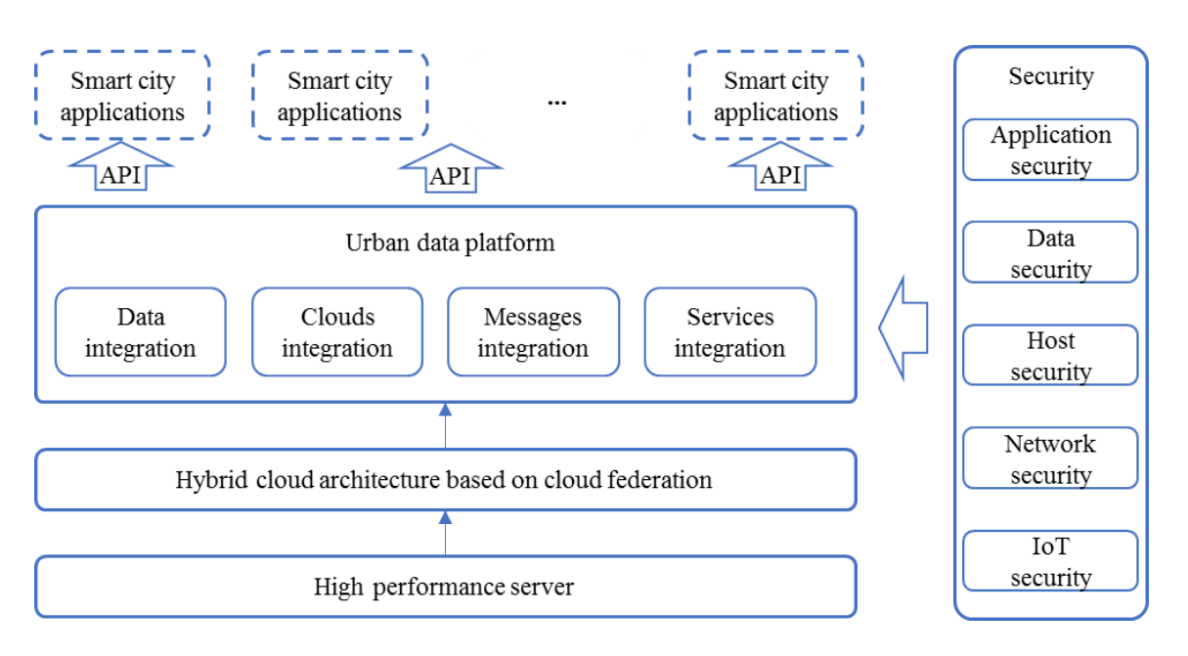 Smart city
applications
Smart city
applications
...
Smart city
applications
API
API
API
Urban data platform
Data
integration
Clouds
integration
Messages
integration
Services
integration
Hybrid cloud architecture based on cloud federation
High performance server
Security
Application
security
Data
security
Host
security
Network
security
IoT
security